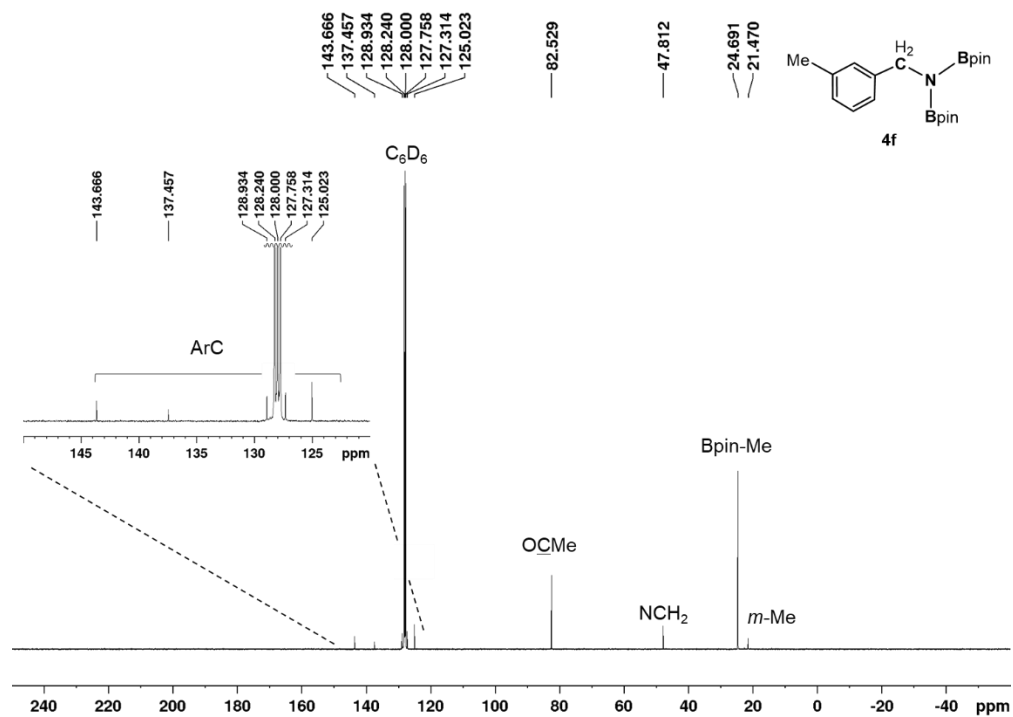 143.666
137.457
128.934
128.240
128.000
127.758
127.314
125.023
82.529
47.812
24.691
21.470
Me
H₂
C
N
Bpin
Bpin
4f
C₆D₆
143.666
137.457
128.934
128.240
128.000
127.758
127.314
125.023
ArC
145 140 135 130 125 ppm
Bpin-Me
OCMe
NCH₂
m-Me
240 220 200 180 160 140 120 100 80 60 40 20 0 -20 -40 ppm